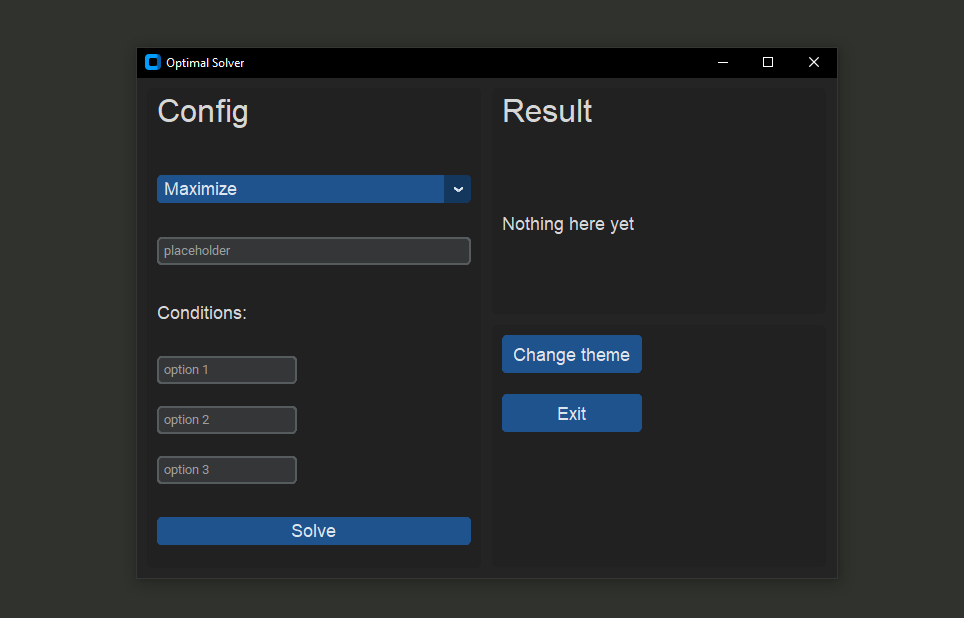 Optimal Solver
Config
Maximize
placeholder
Conditions:
option 1
option 2
option 3
Solve
Result
Nothing here yet
Change theme
Exit